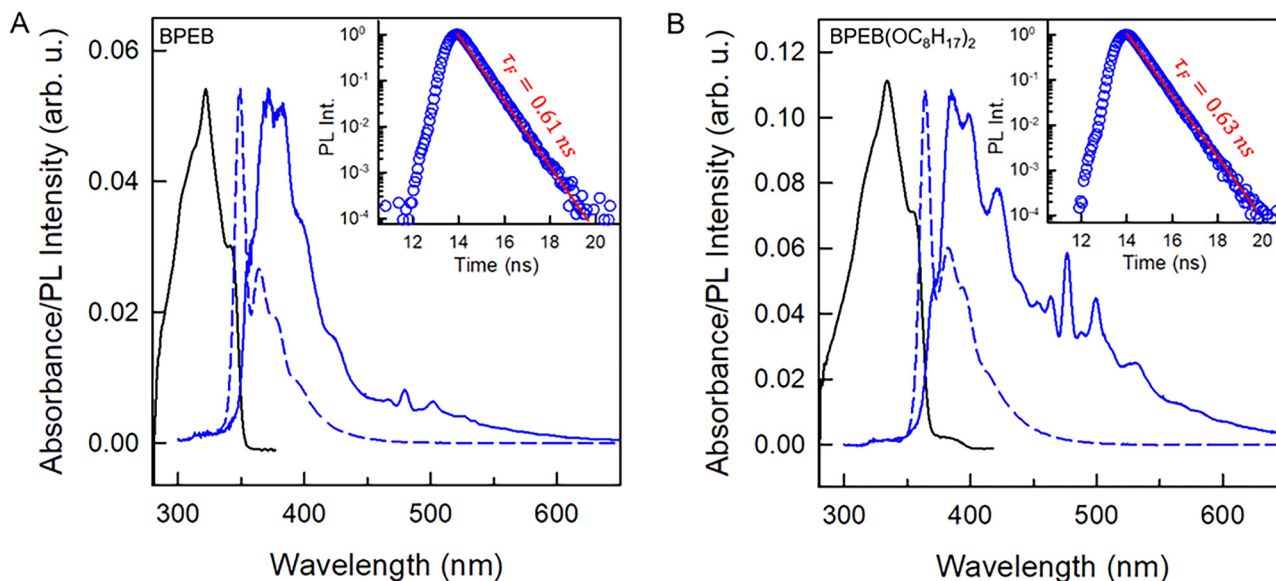 A
BPEB
Absorbance/PL Intensity (arb. u.)
0.06
0.04
0.02
0.00
300
400
500
600
Wavelength (nm)
PL Int.
10⁰
10⁻¹
10⁻²
10⁻³
10⁻⁴
12
14
16
18
20
Time (ns)
τF = 0.61 ns
B
BPEB(OC₈H₁₇)₂
Absorbance/PL Intensity (arb. u.)
0.12
0.10
0.08
0.06
0.04
0.02
0.00
300
400
500
600
Wavelength (nm)
PL Int.
10⁰
10⁻¹
10⁻²
10⁻³
10⁻⁴
12
14
16
18
20
Time (ns)
τF = 0.63 ns